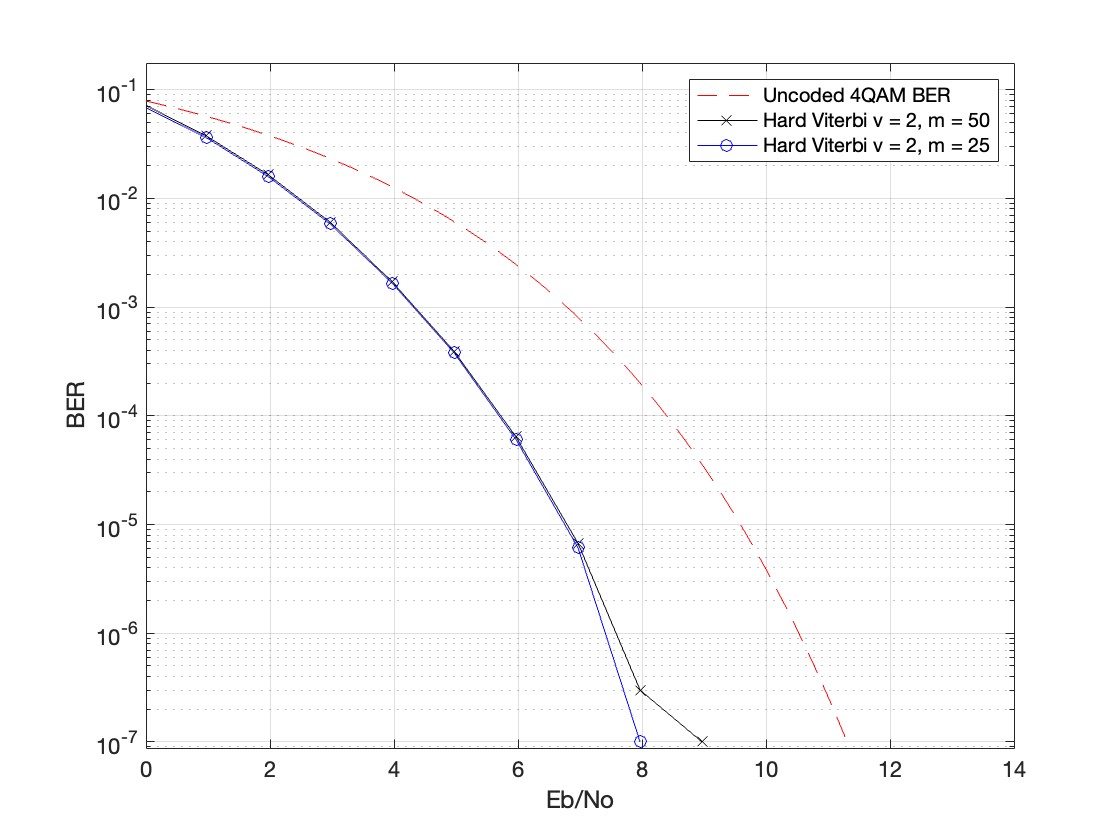 Uncoded 4QAM BER
Hard Viterbi v = 2, m = 50
Hard Viterbi v = 2, m = 25
10^-1
10^-2
10^-3
10^-4
10^-5
10^-6
10^-7
BER
0 2 4 6 8 10 12 14
Eb/No